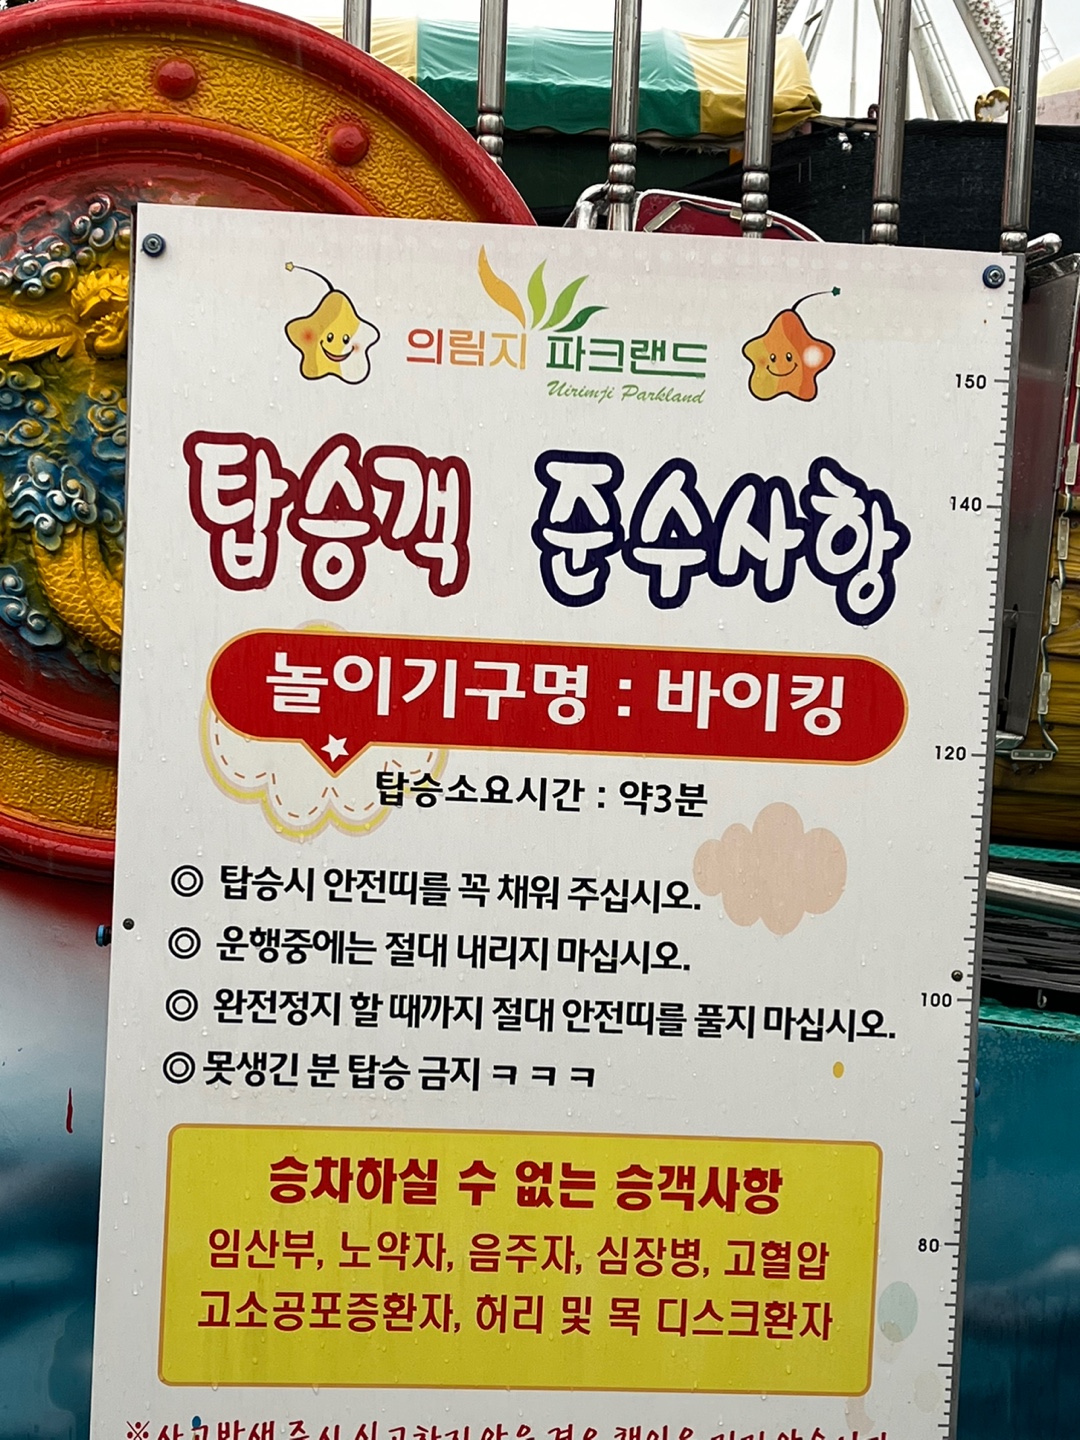 의림지 파크랜드
Uirimji Parkland
탑승객 준수사항
놀이기구명 : 바이킹
탑승소요시간 : 약3분
◎ 탑승시 안전띠를 꼭 채워 주십시오.
◎ 운행중에는 절대 내리지 마십시오.
◎ 완전정지 할 때까지 절대 안전띠를 풀지 마십시오.
◎ 못생긴 분 탑승 금지 ㅋ ㅋ ㅋ
승차하실 수 없는 승객사항
임산부, 노약자, 음주자, 심장병, 고혈압
고소공포증환자, 허리 및 목 디스크환자
150
140
120
100
80